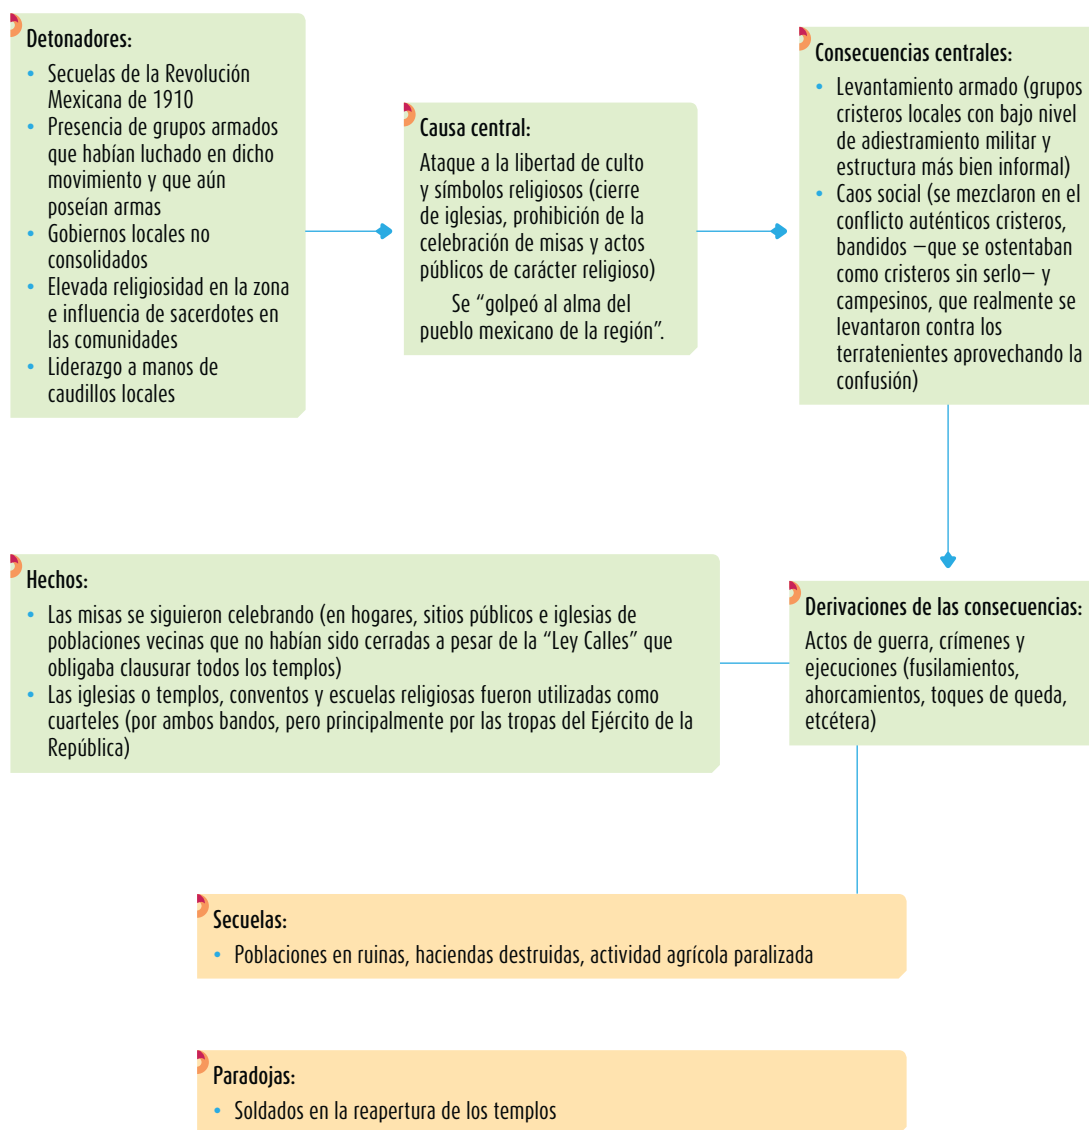 Detonadores:
• Secuelas de la Revolución
Mexicana de 1910
• Presencia de grupos armados
que habían luchado en dicho
movimiento y que aún
poseían armas
• Gobiernos locales no
consolidados
• Elevada religiosidad en la zona
e influencia de sacerdotes en
las comunidades
• Liderazgo a manos de
caudillos locales
Causa central:
Ataque a la libertad de culto
y símbolos religiosos (cierre
de iglesias, prohibición de la
celebración de misas y actos
públicos de carácter religioso)
Se “golpeó al alma del
pueblo mexicano de la región”.
Consecuencias centrales:
• Levantamiento armado (grupos
cristeros locales con bajo nivel
de adiestramiento militar y
estructura más bien informal)
• Caos social (se mezclaron en el
conflicto auténticos cristeros,
bandidos —que se ostentaban
como cristeros sin serlo— y
campesinos, que realmente se
levantaron contra los
terratenientes aprovechando la
confusión)
Hechos:
• Las misas se siguieron celebrando (en hogares, sitios públicos e iglesias de
poblaciones vecinas que no habían sido cerradas a pesar de la “Ley Calles” que
obligaba clausurar todos los templos)
• Las iglesias o templos, conventos y escuelas religiosas fueron utilizadas como
cuarteles (por ambos bandos, pero principalmente por las tropas del Ejército de la
República)
Derivaciones de las consecuencias:
Actos de guerra, crímenes y
ejecuciones (fusilamientos,
ahorcamientos, toques de queda,
etcétera)
Secuelas:
• Poblaciones en ruinas, haciendas destruidas, actividad agrícola paralizada
Paradojas:
• Soldados en la reapertura de los templos